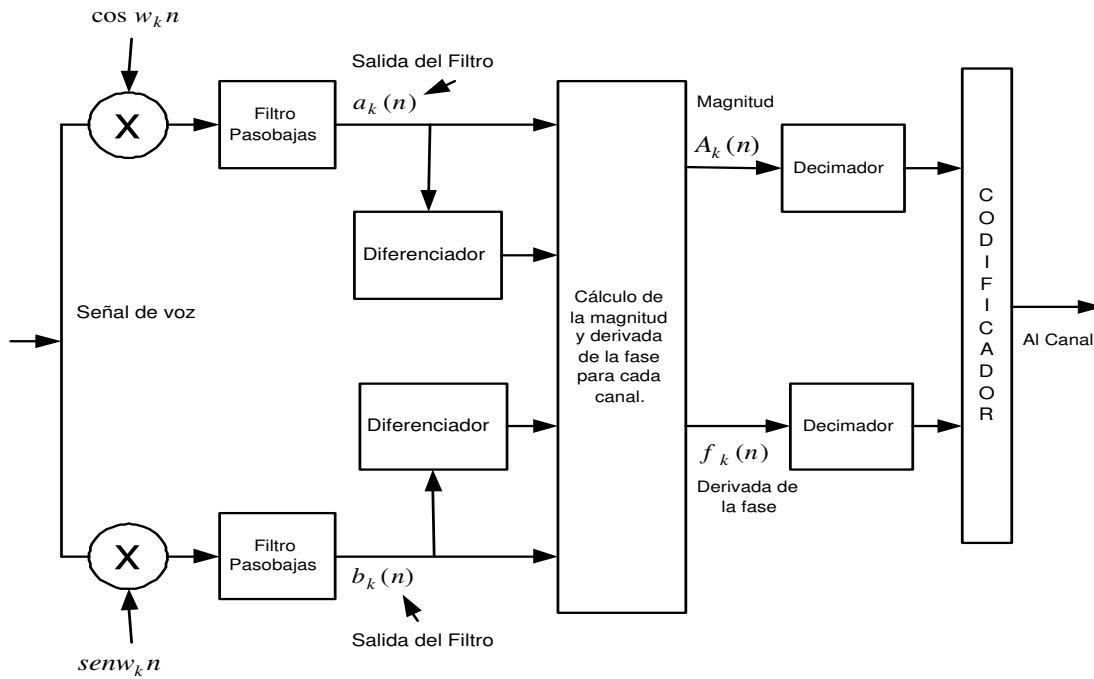 cos w_k n
Salida del Filtro
X
Filtro
Pasobajas
a_k(n)
Magnitud
A_k(n)
Decimador
Diferenciador
Señal de voz
Cálculo de
la magnitud
y derivada
de la fase
para cada
canal.
CODIFICADOR
Al Canal
Diferenciador
Decimador
f_k(n)
Derivada de
la fase
X
Filtro
Pasobajas
b_k(n)
Salida del Filtro
senw_k n